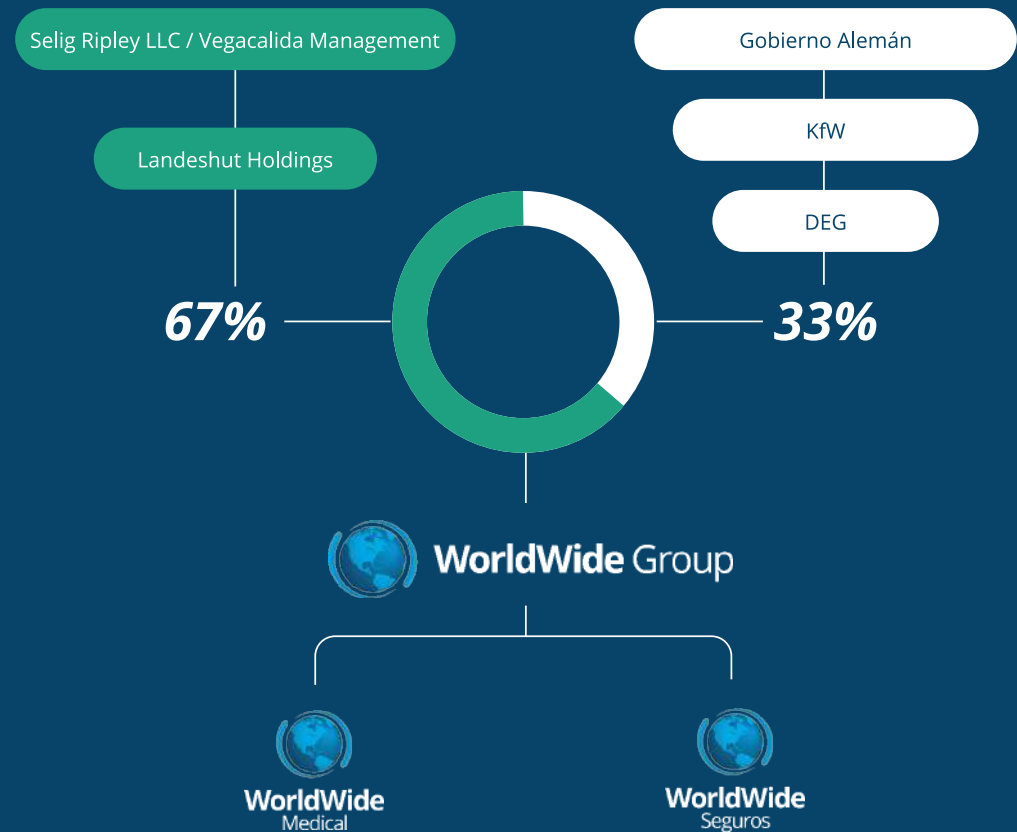 Selig Ripley LLC / Vegacalida Management
Gobierno Alemán
KfW
Landeshut Holdings
DEG
67%
33%
WorldWide Group
WorldWide
Medical
WorldWide
Seguros